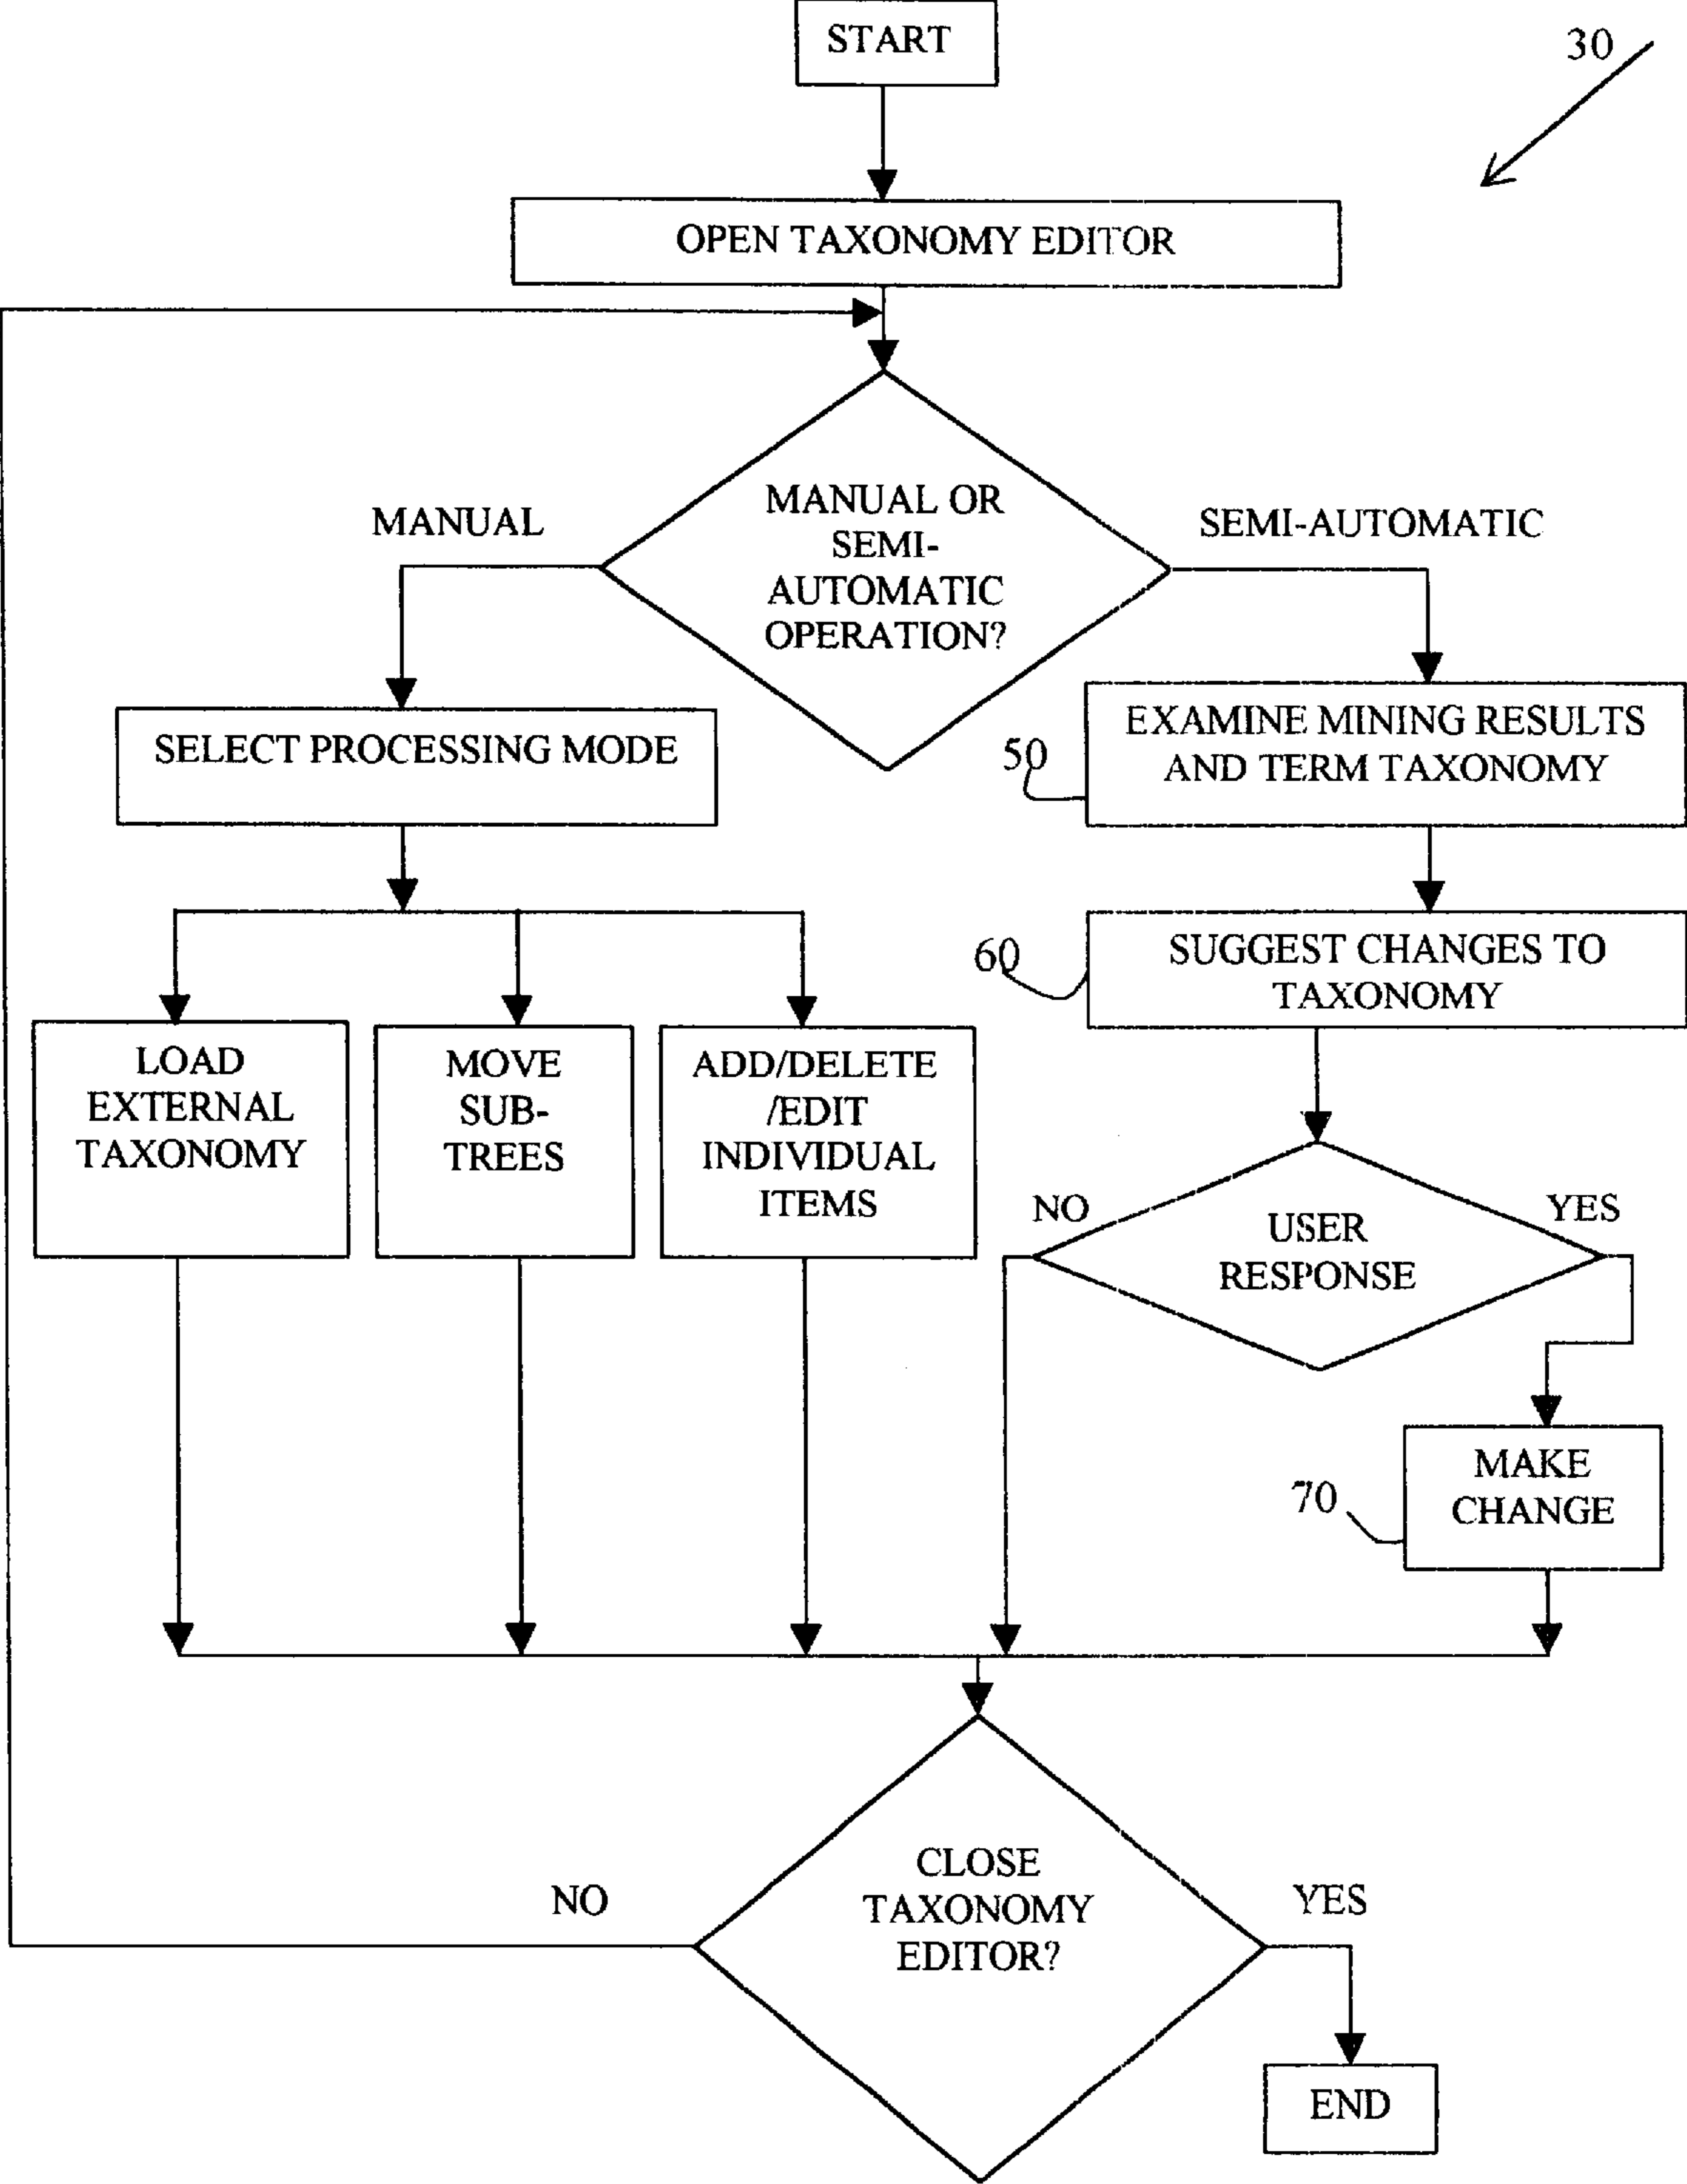 START
30
OPEN TAXONOMY EDITOR
MANUAL
MANUAL OR
SEMI-
AUTOMATIC
OPERATION?
SEMI-AUTOMATIC
SELECT PROCESSING MODE
50
EXAMINE MINING RESULTS
AND TERM TAXONOMY
60
SUGGEST CHANGES TO
TAXONOMY
LOAD
EXTERNAL
TAXONOMY
MOVE
SUB-
TREES
ADD/DELETE
/EDIT
INDIVIDUAL
ITEMS
NO
USER
RESPONSE
YES
70
MAKE
CHANGE
NO
CLOSE
TAXONOMY
EDITOR?
YES
END